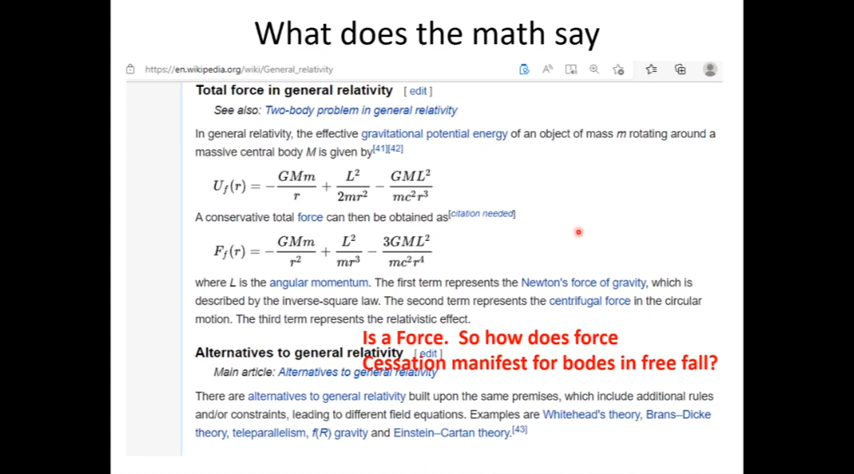 What does the math say
https://en.wikipedia.org/wiki/General_relativity
Total force in general relativity [ edit ]
See also: Two-body problem in general relativity
In general relativity, the effective gravitational potential energy of an object of mass m rotating around a
massive central body M is given by[41][42]
U_f(r) = −GMm/r + L²/2mr² − GML²/mc²r³
A conservative total force can then be obtained as[citation needed]
F_f(r) = −GMm/r² + L²/mr³ − 3GML²/mc²r⁴
where L is the angular momentum. The first term represents the Newton's force of gravity, which is
described by the inverse-square law. The second term represents the centrifugal force in the circular
motion. The third term represents the relativistic effect.
Is a Force. So how does force
Alternatives to general relativity [ edit ]
Cessation manifest for bodes in free fall?
Main article: Alternatives to general relativity
There are alternatives to general relativity built upon the same premises, which include additional rules
and/or constraints, leading to different field equations. Examples are Whitehead's theory, Brans–Dicke
theory, teleparallelism, f(R) gravity and Einstein–Cartan theory.[43]